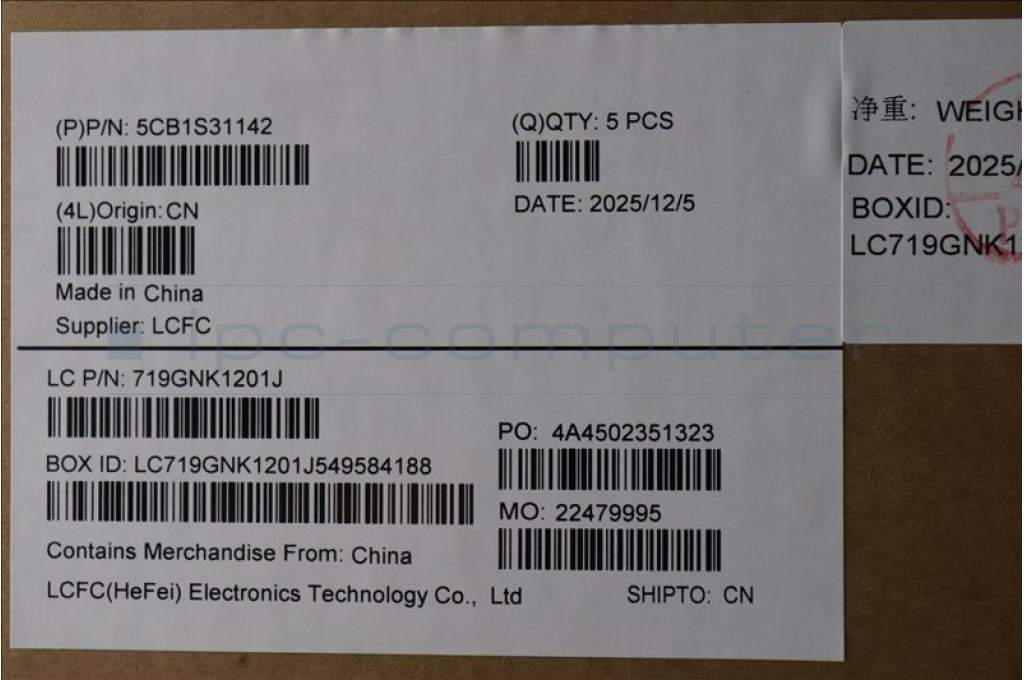 (P)P/N: 5CB1S31142
(Q)QTY: 5 PCS
(4L)Origin:CN
DATE: 2025/12/5
Made in China
Supplier: LCFC
ipc-computer
LC P/N: 719GNK1201J
PO: 4A4502351323
BOX ID: LC719GNK1201J549584188
MO: 22479995
Contains Merchandise From: China
LCFC(HeFei) Electronics Technology Co., Ltd
SHIPTO: CN
净重:
DATE: 2025/
BOXID:
LC719GNK1